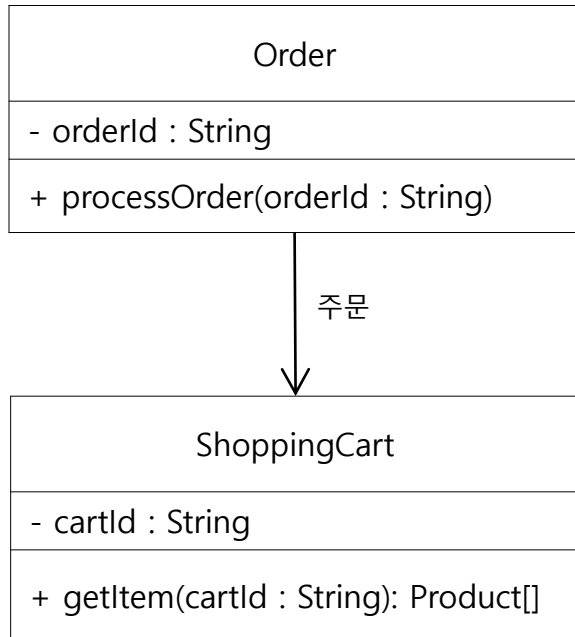 Order
- orderId : String
+ processOrder(orderId : String)
주문
ShoppingCart
- cartId : String
+ getItem(cartId : String): Product[]